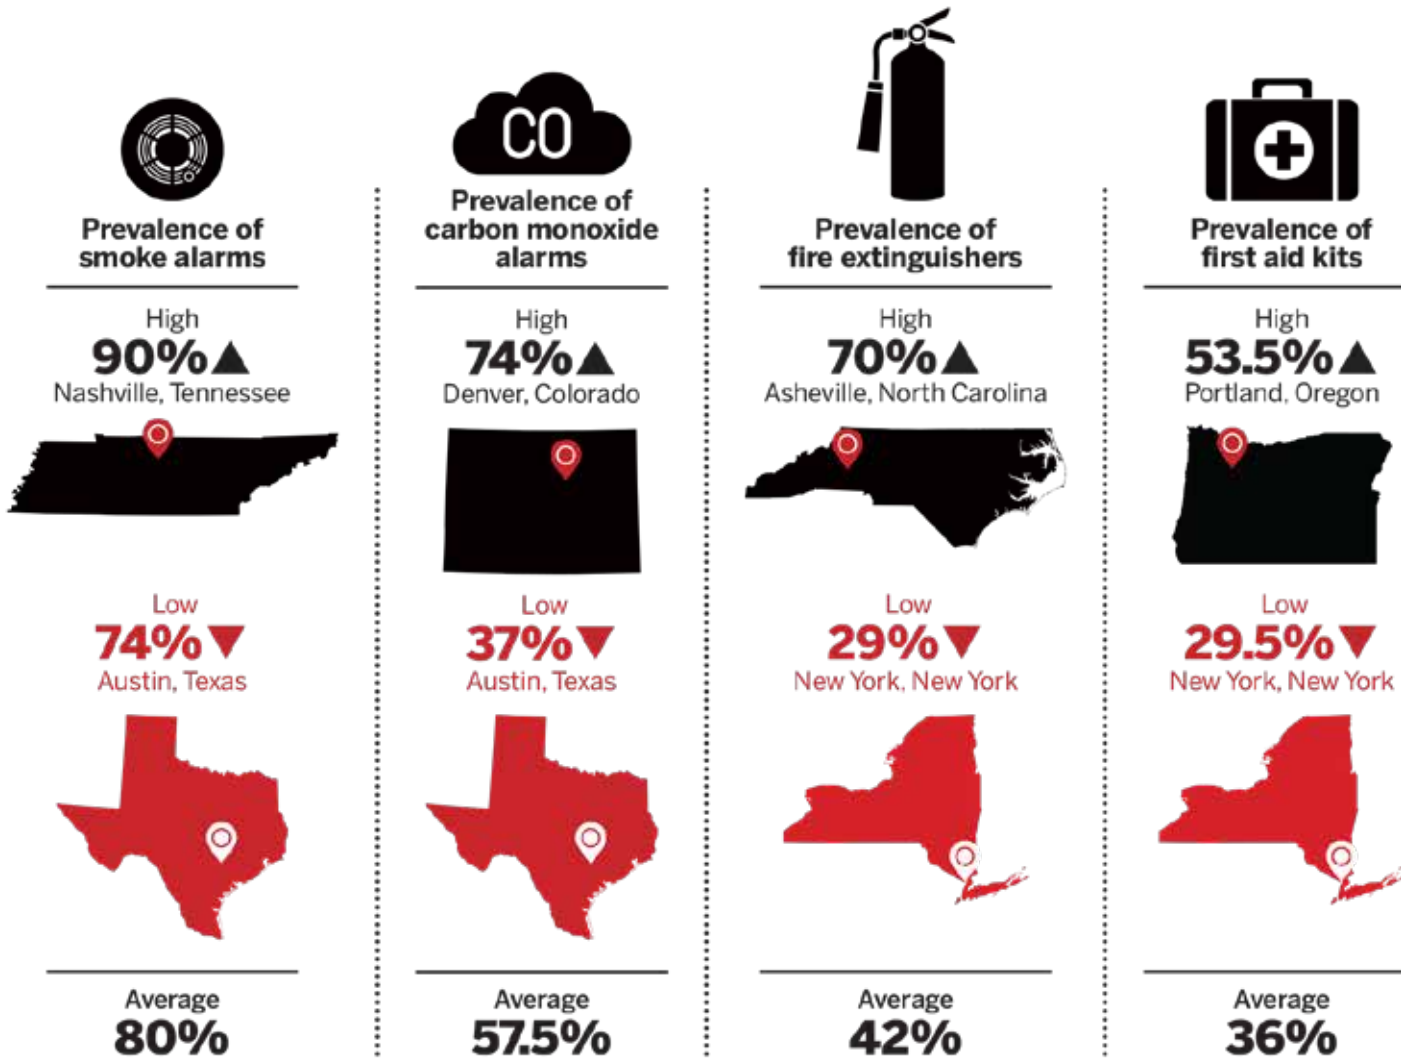 Prevalence of
smoke alarms
High
90%
Nashville, Tennessee
Low
74%
Austin, Texas
Average
80%
CO
Prevalence of
carbon monoxide
alarms
High
74%
Denver, Colorado
Low
37%
Austin, Texas
Average
57.5%
Prevalence of
fire extinguishers
High
70%
Asheville, North Carolina
Low
29%
New York, New York
Average
42%
Prevalence of
first aid kits
High
53.5%
Portland, Oregon
Low
29.5%
New York, New York
Average
36%